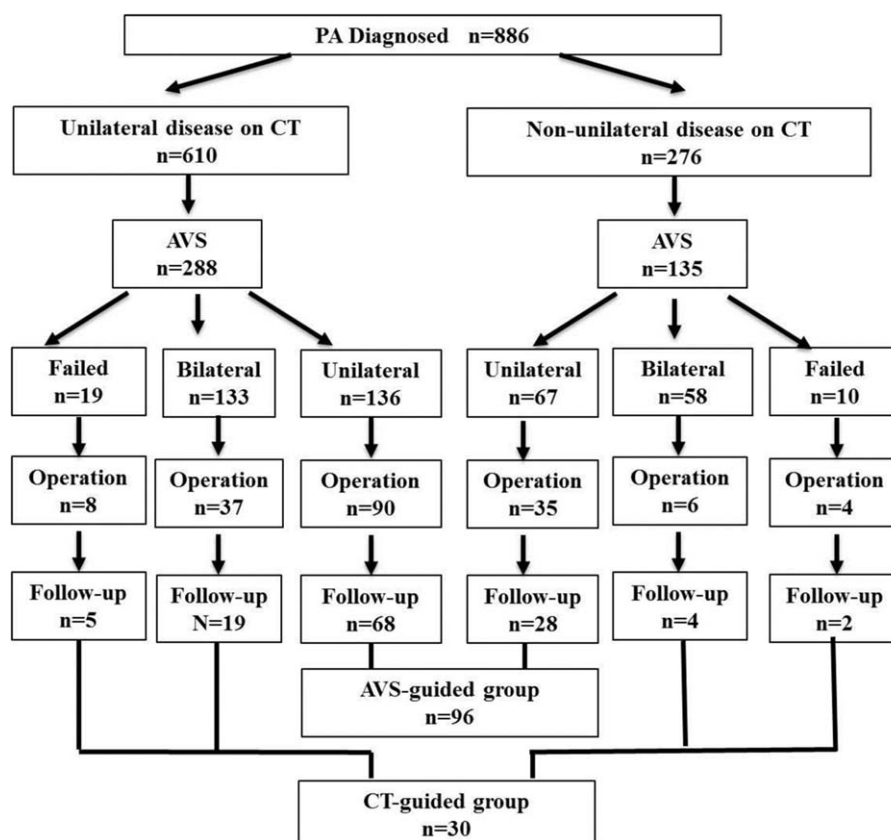 PA Diagnosed n=886
Unilateral disease on CT
n=610
Non-unilateral disease on CT
n=276
AVS
n=288
AVS
n=135
Failed
n=19
Bilateral
n=133
Unilateral
n=136
Unilateral
n=67
Bilateral
n=58
Failed
n=10
Operation
n=8
Operation
n=37
Operation
n=90
Operation
n=35
Operation
n=6
Operation
n=4
Follow-up
n=5
Follow-up
N=19
Follow-up
n=68
Follow-up
n=28
Follow-up
n=4
Follow-up
n=2
AVS-guided group
n=96
CT-guided group
n=30